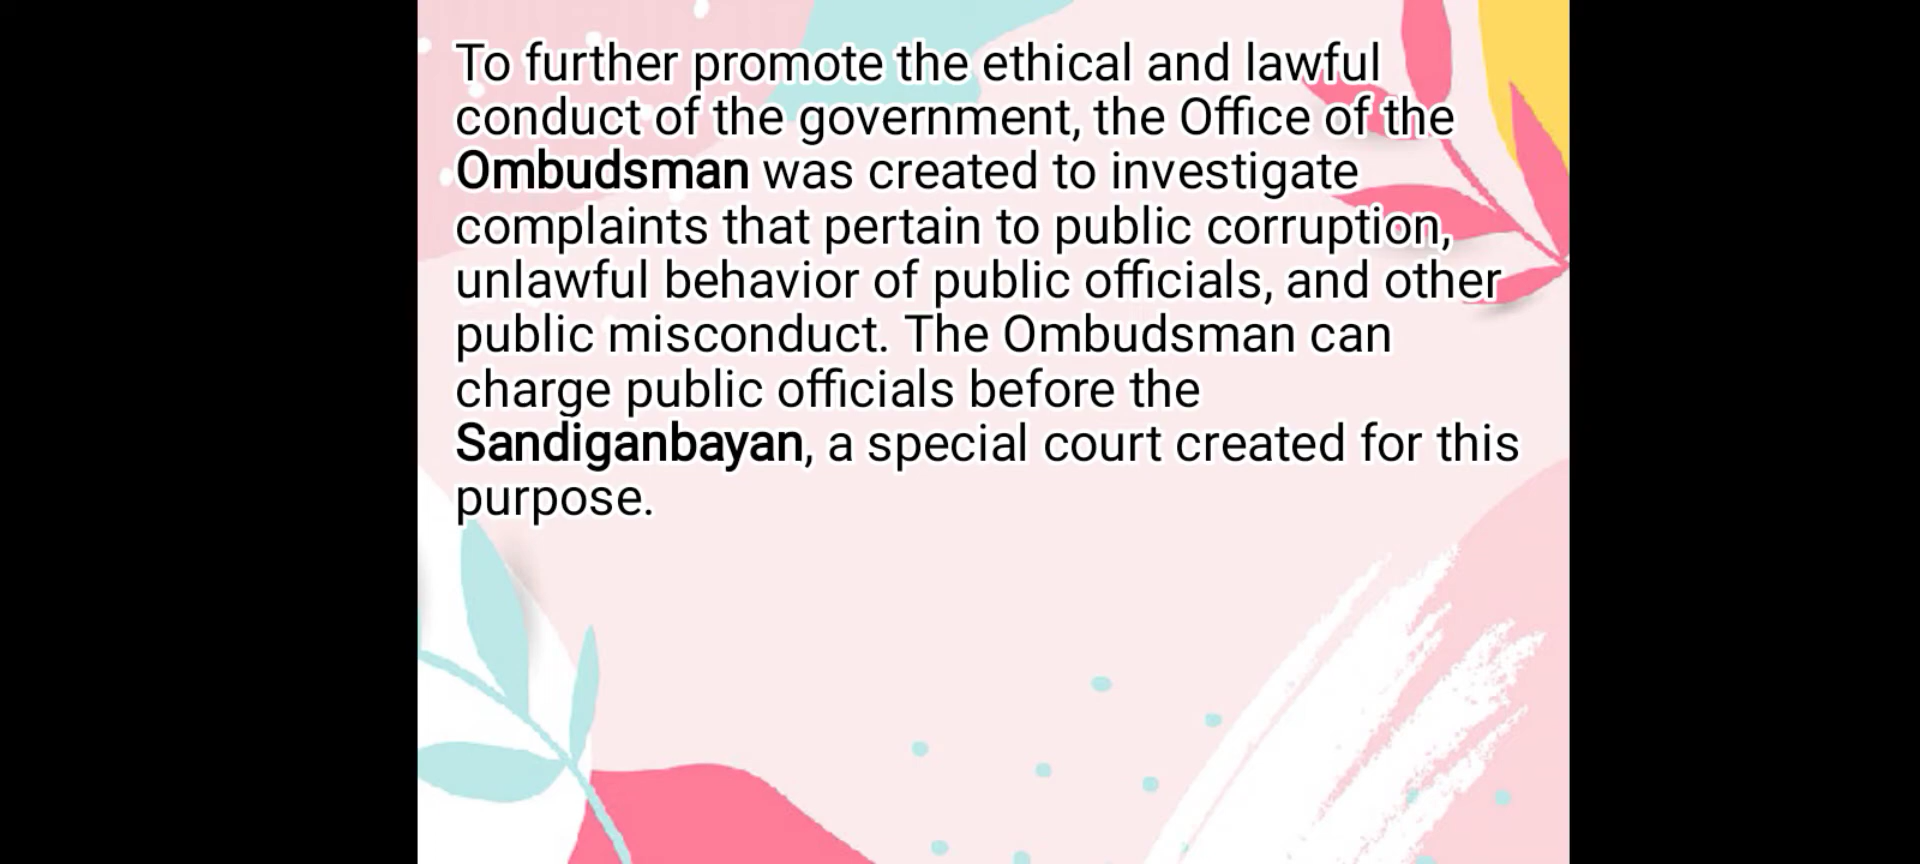 To further promote the ethical and lawful
conduct of the government, the Office of the
Ombudsman was created to investigate
complaints that pertain to public corruption,
unlawful behavior of public officials, and other
public misconduct. The Ombudsman can
charge public officials before the
Sandiganbayan, a special court created for this
purpose.